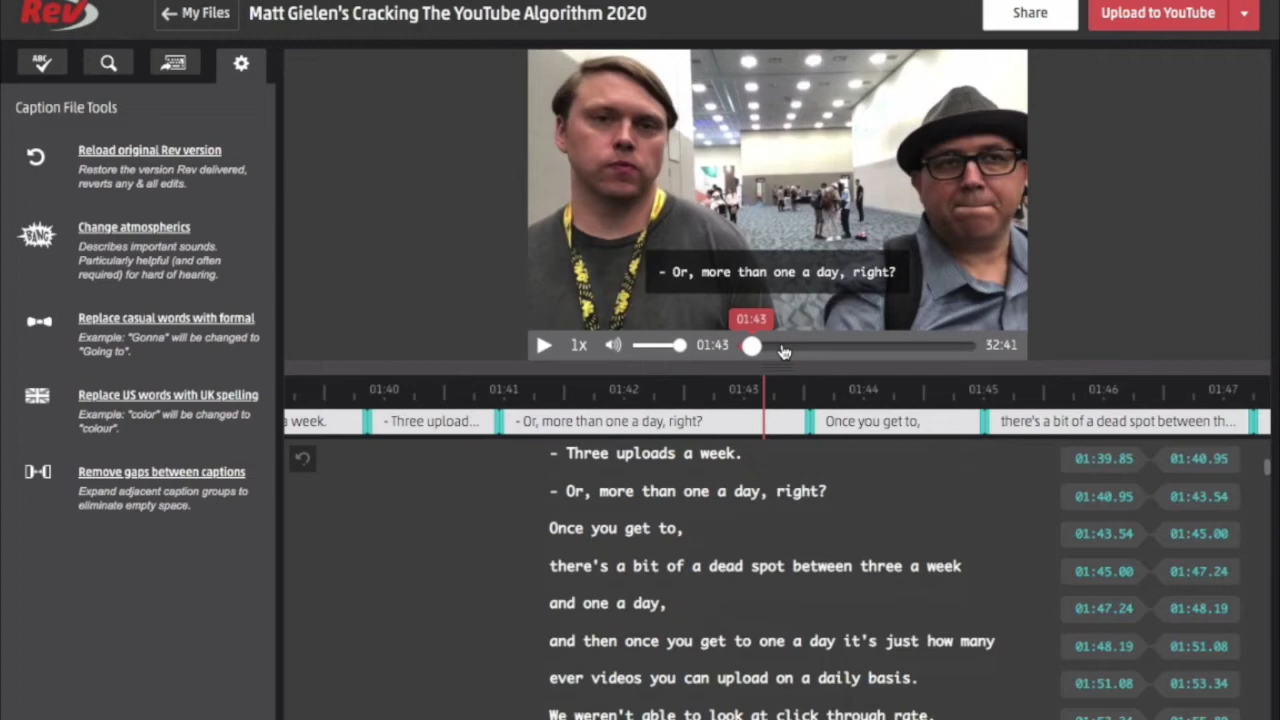 Rev
← My Files
Matt Gielen's Cracking The YouTube Algorithm 2020
Share
Upload to YouTube
ABC
Caption File Tools
Reload original Rev version
Restore the version Rev delivered,
reverts any & all edits.
BANG
Change atmospherics
Describes important sounds.
Particularly helpful (and often
required) for hard of hearing.
Replace casual words with formal
Example: "Gonna" will be changed to
"Going to".
Replace US words with UK spelling
Example: "color" will be changed to
"colour".
Remove gaps between captions
Expand adjacent caption groups to
eliminate empty space.
- Or, more than one a day, right?
01:43
1x 01:43 32:41
01:40 01:41 01:42 01:43 01:44 01:45 01:46 01:47
a week. - Three upload... - Or, more than one a day, right? Once you get to, there's a bit of a dead spot between th...
- Three uploads a week. 01:39.85 01:40.95
- Or, more than one a day, right? 01:40.95 01:43.54
Once you get to, 01:43.54 01:45.00
there's a bit of a dead spot between three a week 01:45.00 01:47.24
and one a day, 01:47.24 01:48.19
and then once you get to one a day it's just how many 01:48.19 01:51.08
ever videos you can upload on a daily basis. 01:51.08 01:53.34
We weren't able to look at click through rate.